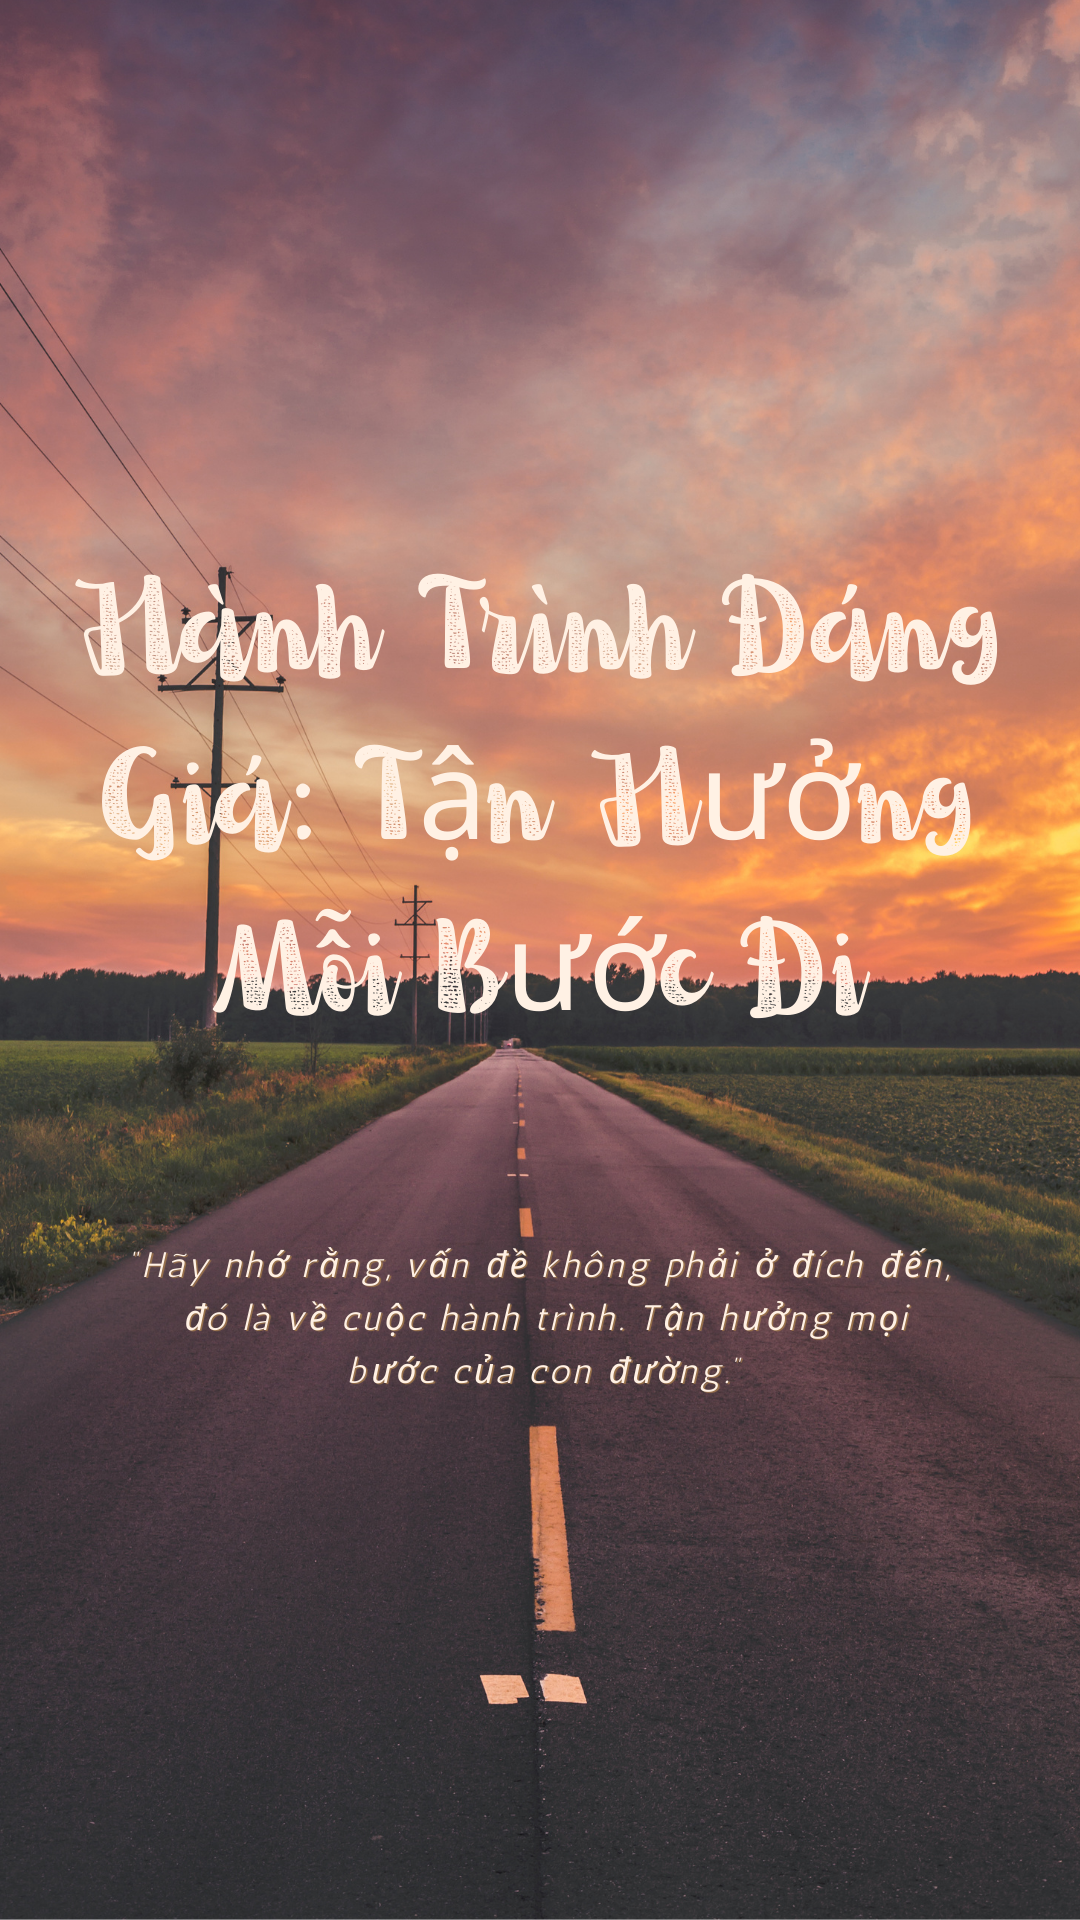 Hành Trình Đáng
Giá: Tận Hưởng
Mỗi Bước Đi
"Hãy nhớ rằng, vấn đề không phải ở đích đến,
đó là về cuộc hành trình. Tận hưởng mọi
bước của con đường."